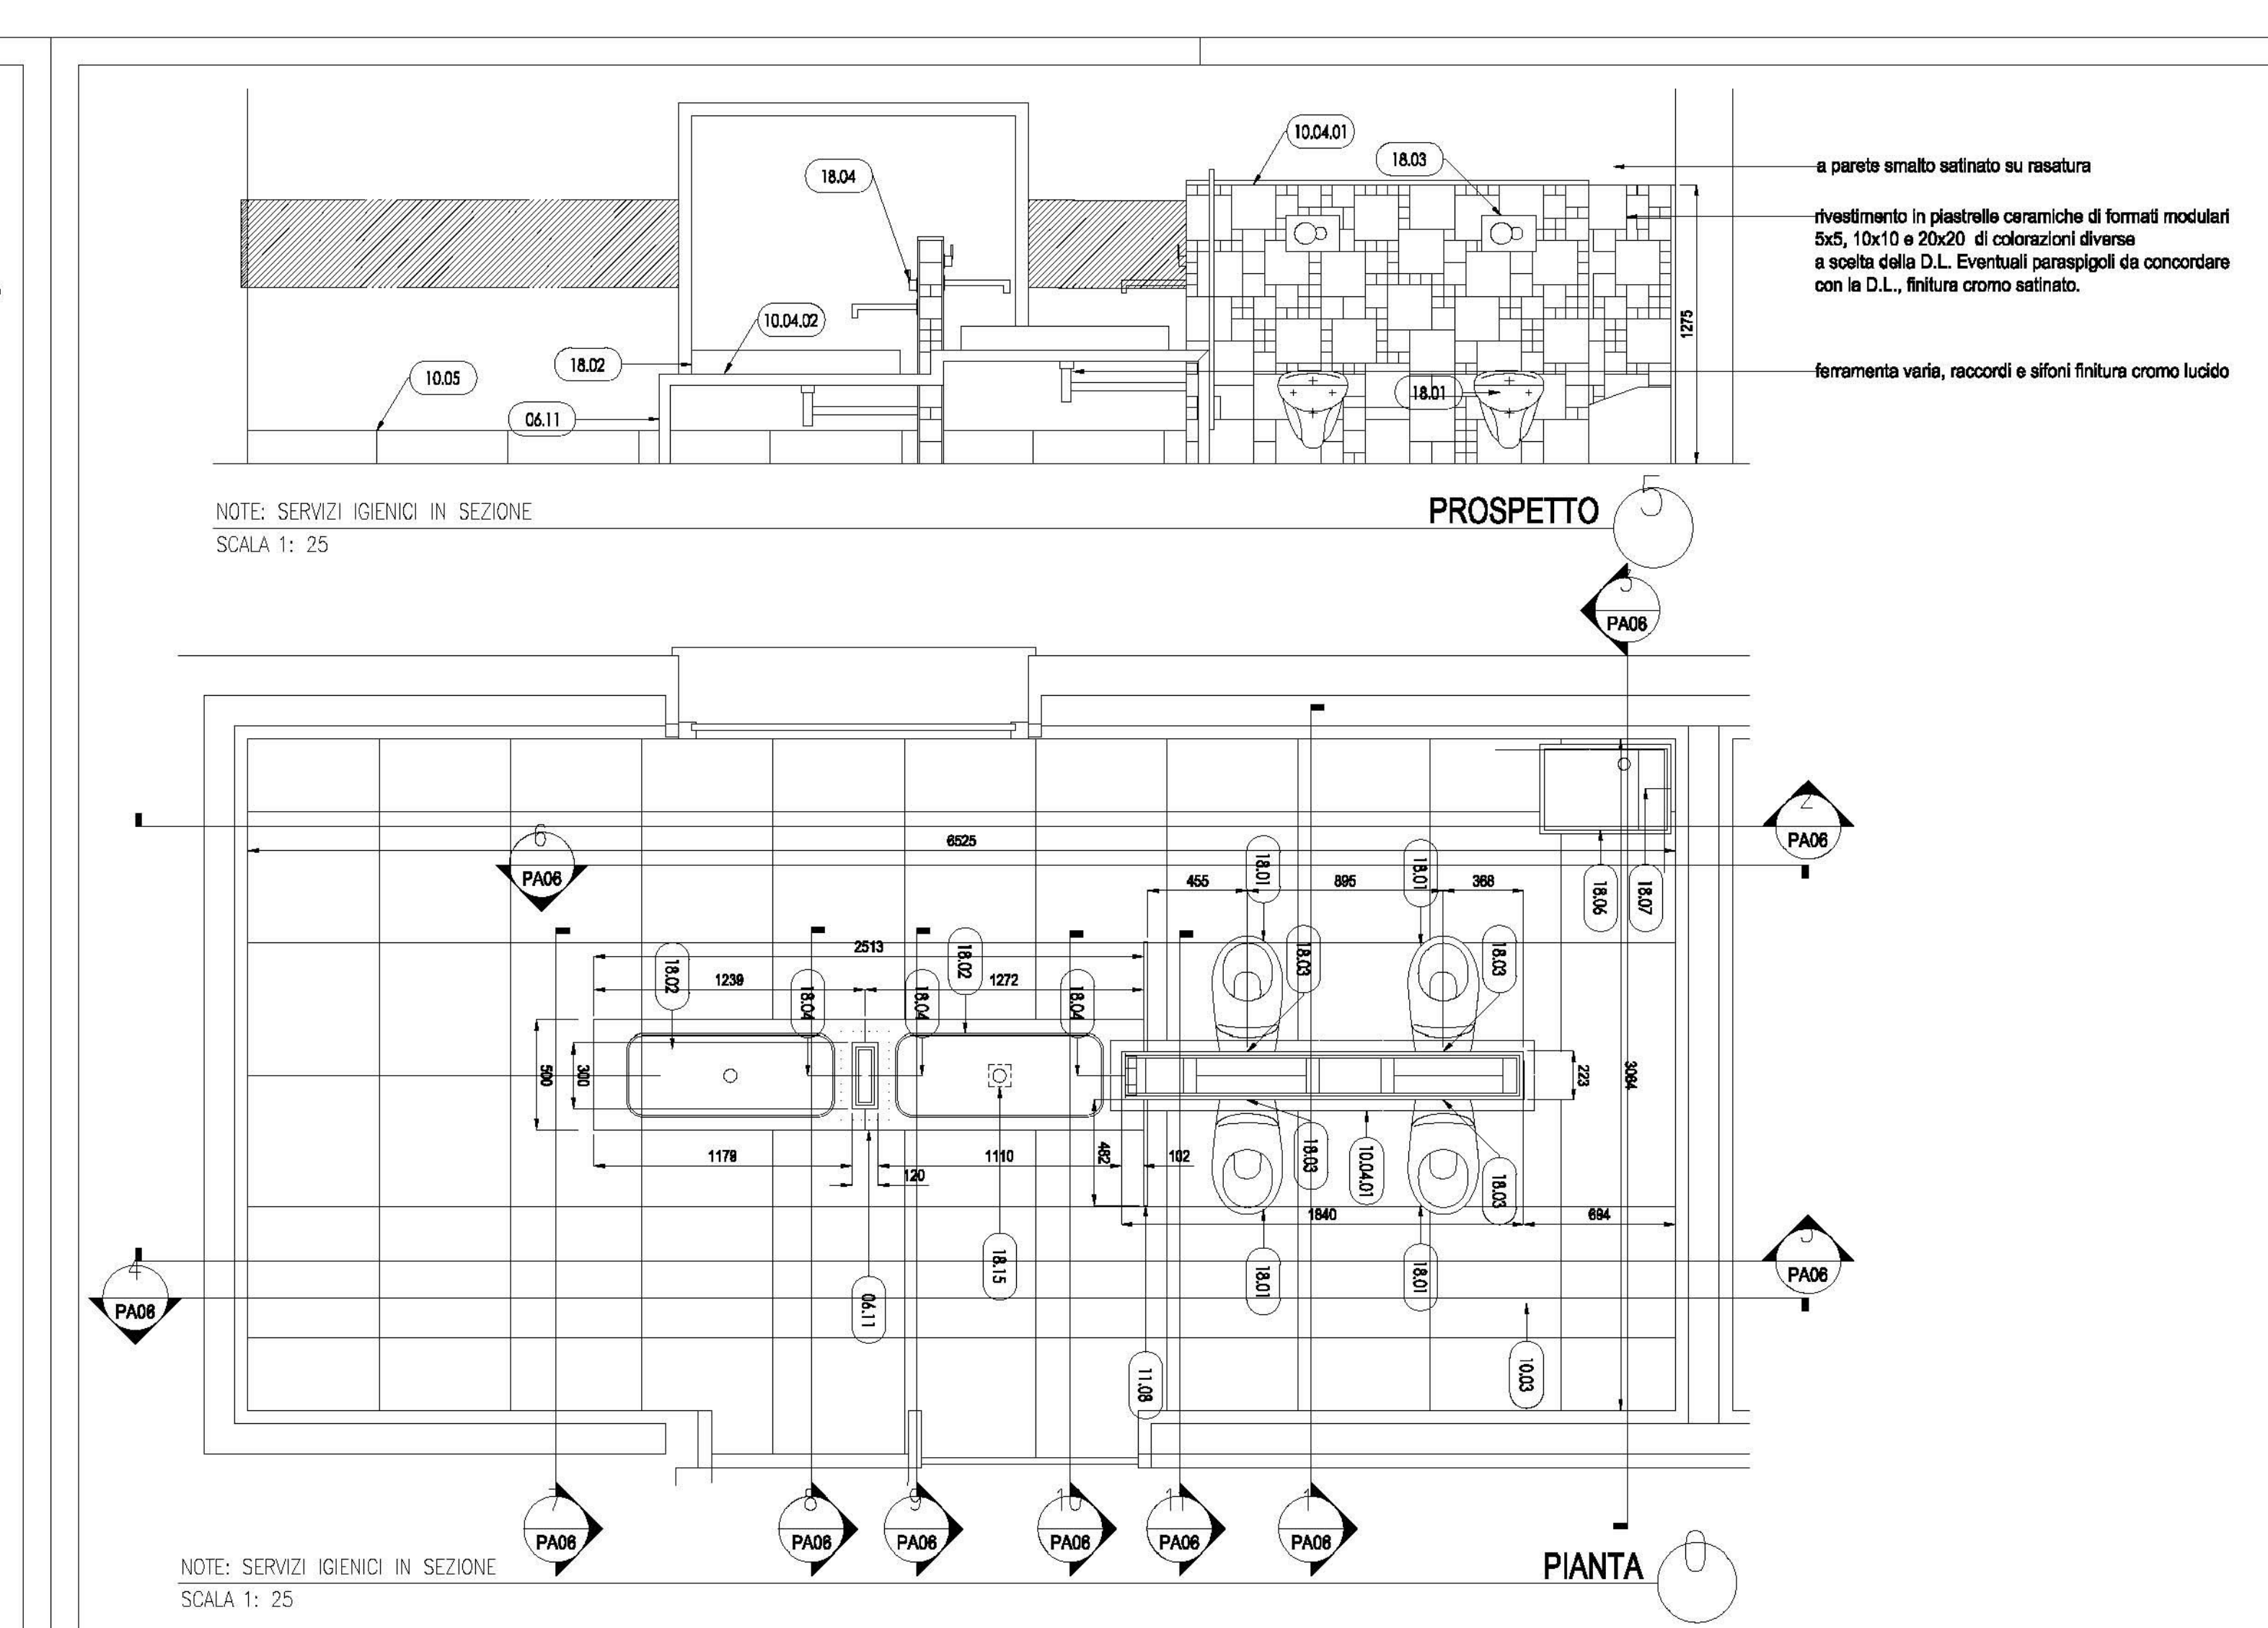 10.04.01
18.03
18.04
a parete smalto satinato su rasatura
rivestimento in piastrelle ceramiche di formati modulari
5x5, 10x10 e 20x20 di colorazioni diverse
a scelta della D.L. Eventuali paraspigoli da concordare
con la D.L., finitura cromo satinato.
10.04.02
1275
18.02
10.05
ferramenta varia, raccordi e sifoni finitura cromo lucido
18.01
06.11
NOTE: SERVIZI IGIENICI IN SEZIONE
PROSPETTO
5
SCALA 1: 25
PA06
2
PA06
6
PA06
6525
18.01
18.01
455
895
368
18.06
18.07
2513
18.02
18.02
18.03
18.03
1239
1272
18.04
18.04
18.04
500
300
223
3064
1179
1110
482
102
120
18.03
10.04.01
18.03
1840
694
18.15
18.01
18.01
06.11
PA06
4
PA06
11.08
10.03
7
PA06
8
PA06
9
PA06
10
PA06
11
PA06
1
PA06
NOTE: SERVIZI IGIENICI IN SEZIONE
PIANTA
0
SCALA 1: 25